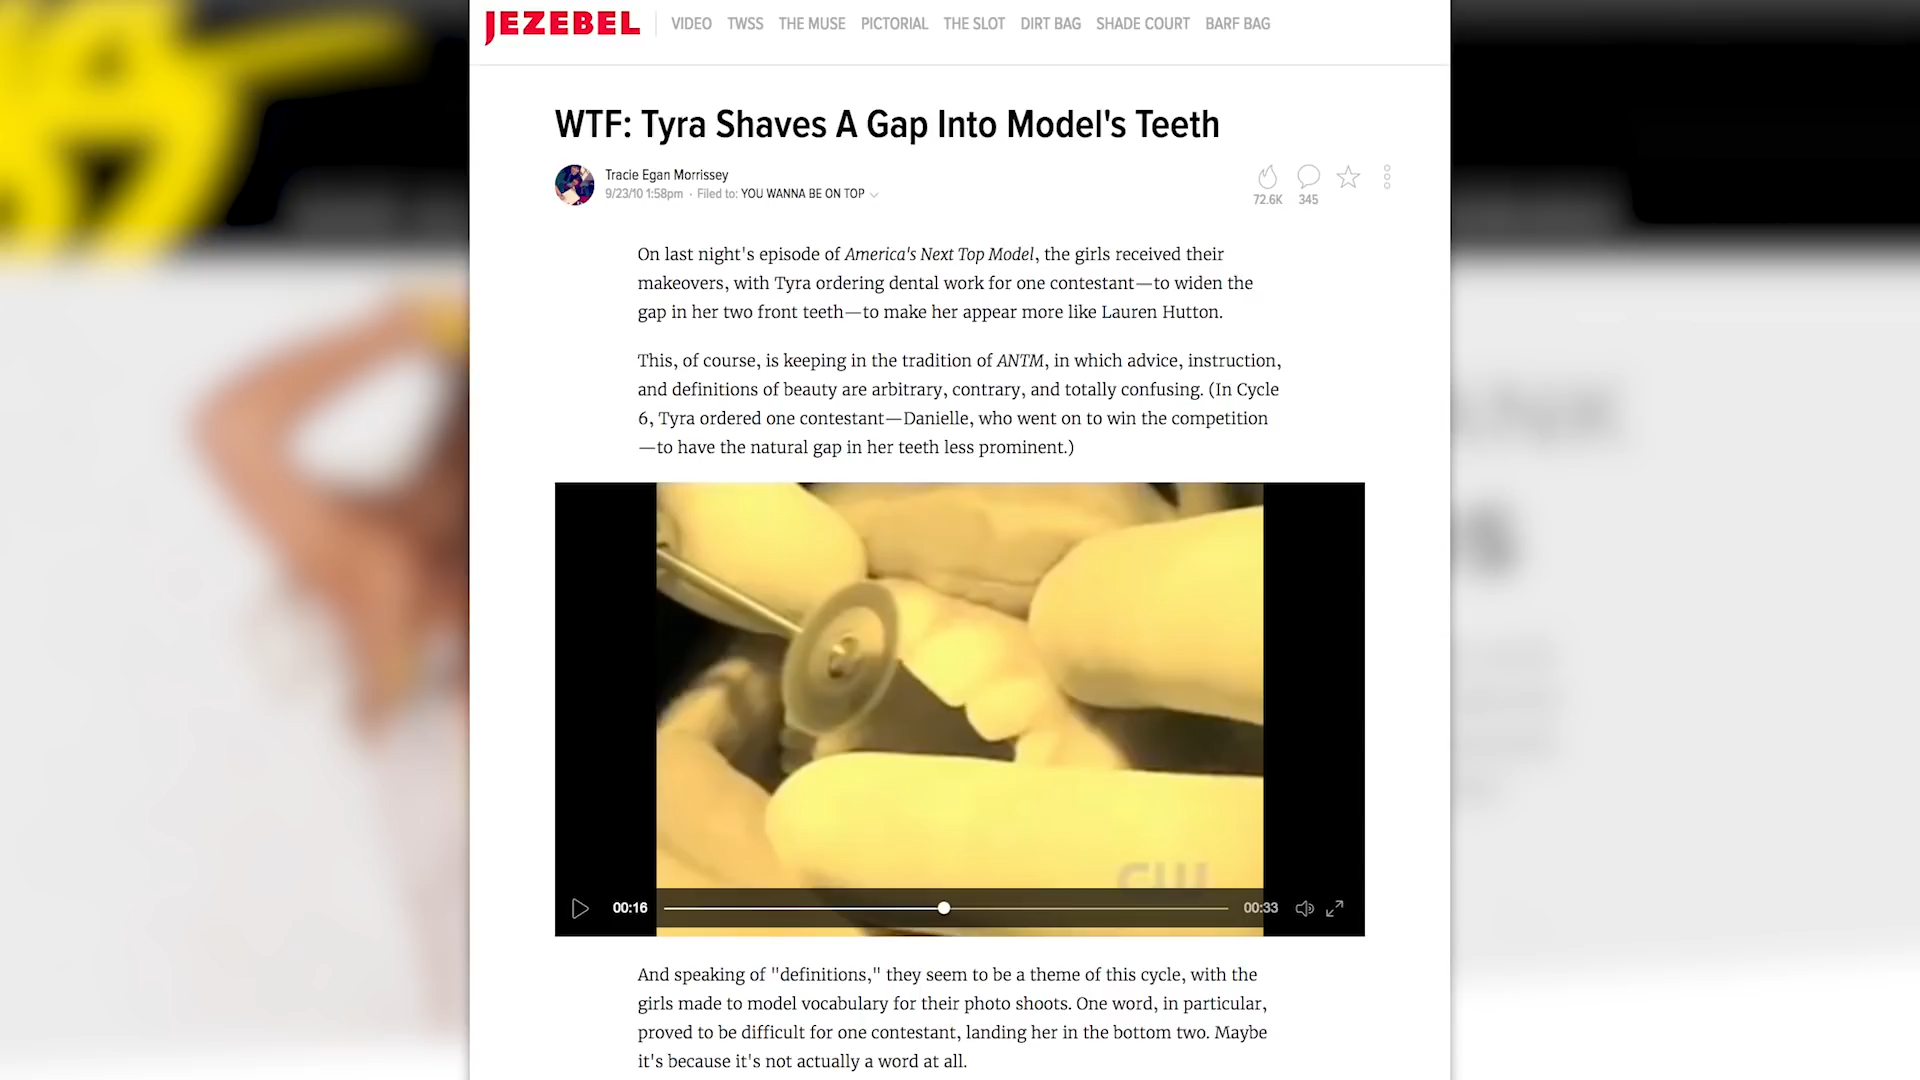 JEZEBEL VIDEO TWSS THE MUSE PICTORIAL THE SLOT DIRT BAG SHADE COURT BARF BAG
WTF: Tyra Shaves A Gap Into Model's Teeth
Tracie Egan Morrissey
9/23/10 1:58pm · Filed to: YOU WANNA BE ON TOP
72.6K 345
On last night's episode of America's Next Top Model, the girls received their
makeovers, with Tyra ordering dental work for one contestant—to widen the
gap in her two front teeth—to make her appear more like Lauren Hutton.
This, of course, is keeping in the tradition of ANTM, in which advice, instruction,
and definitions of beauty are arbitrary, contrary, and totally confusing. (In Cycle
6, Tyra ordered one contestant—Danielle, who went on to win the competition
—to have the natural gap in her teeth less prominent.)
CW
00:16 00:33
And speaking of "definitions," they seem to be a theme of this cycle, with the
girls made to model vocabulary for their photo shoots. One word, in particular,
proved to be difficult for one contestant, landing her in the bottom two. Maybe
it's because it's not actually a word at all.